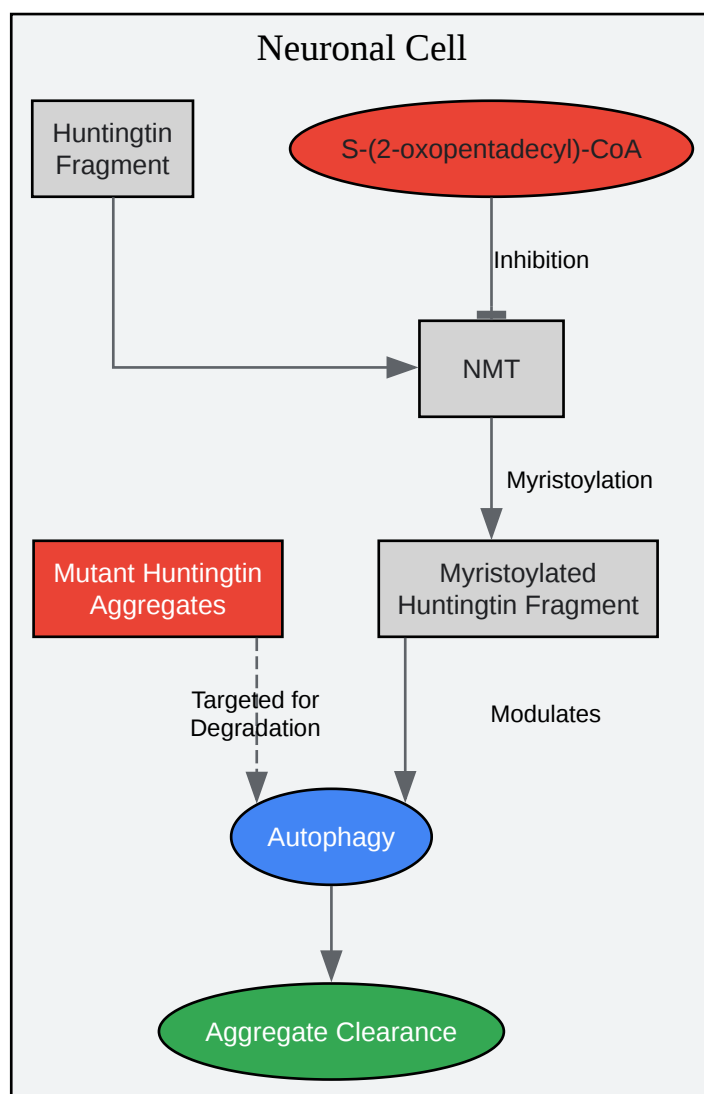 Neuronal Cell
Huntingtin
Fragment
S-(2-oxopentadecyl)-CoA
Inhibition
NMT
Myristoylation
Mutant Huntingtin
Aggregates
Myristoylated
Huntingtin Fragment
Targeted for
Degradation
Modulates
Autophagy
Aggregate Clearance